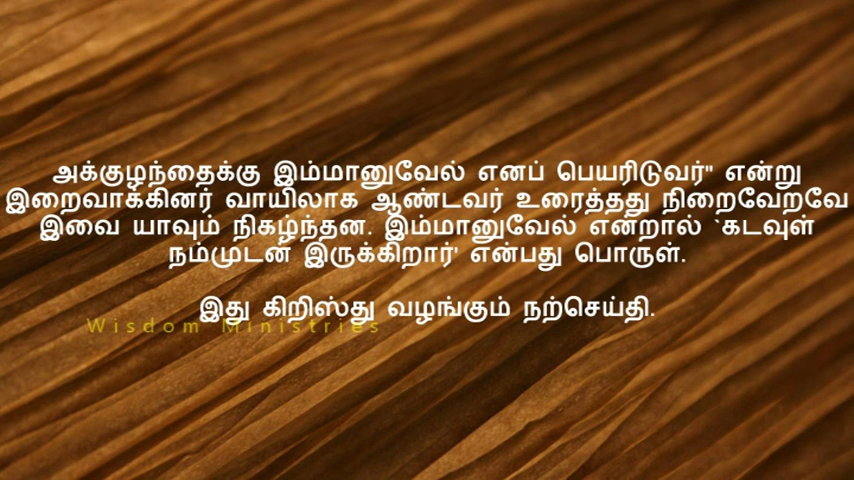 அக்குழந்தைக்கு இம்மானுவேல் எனப் பெயரிடுவர்" என்று
இறைவாக்கினர் வாயிலாக ஆண்டவர் உரைத்தது நிறைவேறவே
இவை யாவும் நிகழ்ந்தன. இம்மானுவேல் என்றால் `கடவுள்
நம்முடன் இருக்கிறார்' என்பது பொருள்.
இது கிறிஸ்து வழங்கும் நற்செய்தி.
Wisdom Ministries